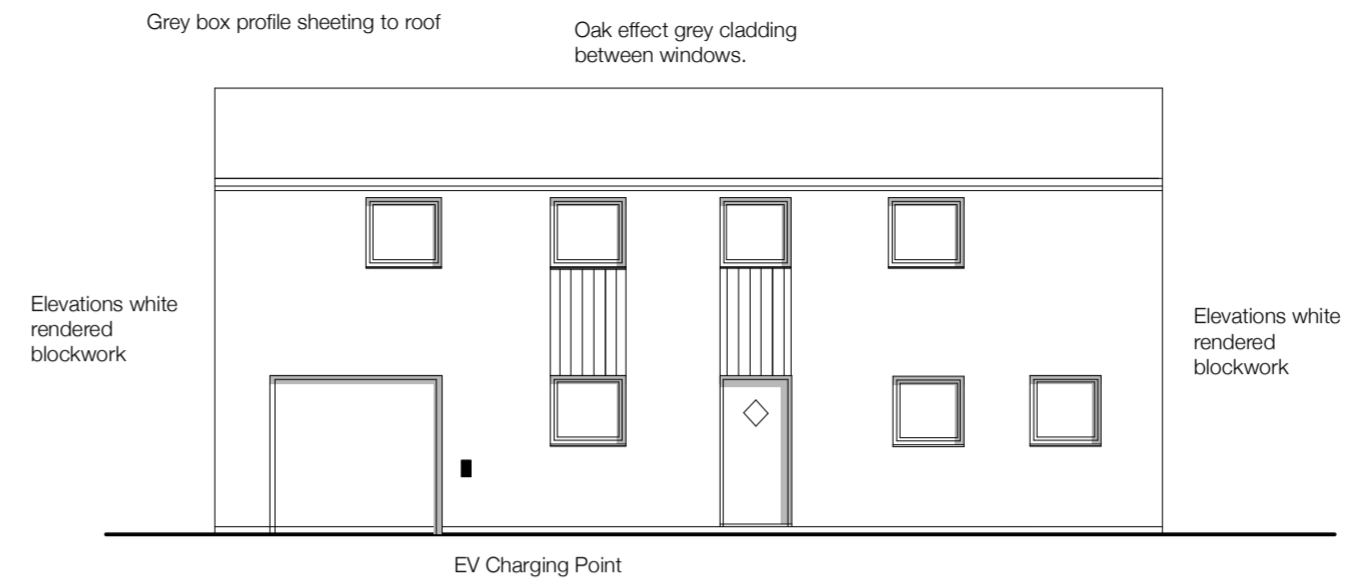 Grey box profile sheeting to roof
Oak effect grey cladding
between windows.
Elevations white
rendered
blockwork
Elevations white
rendered
blockwork
EV Charging Point